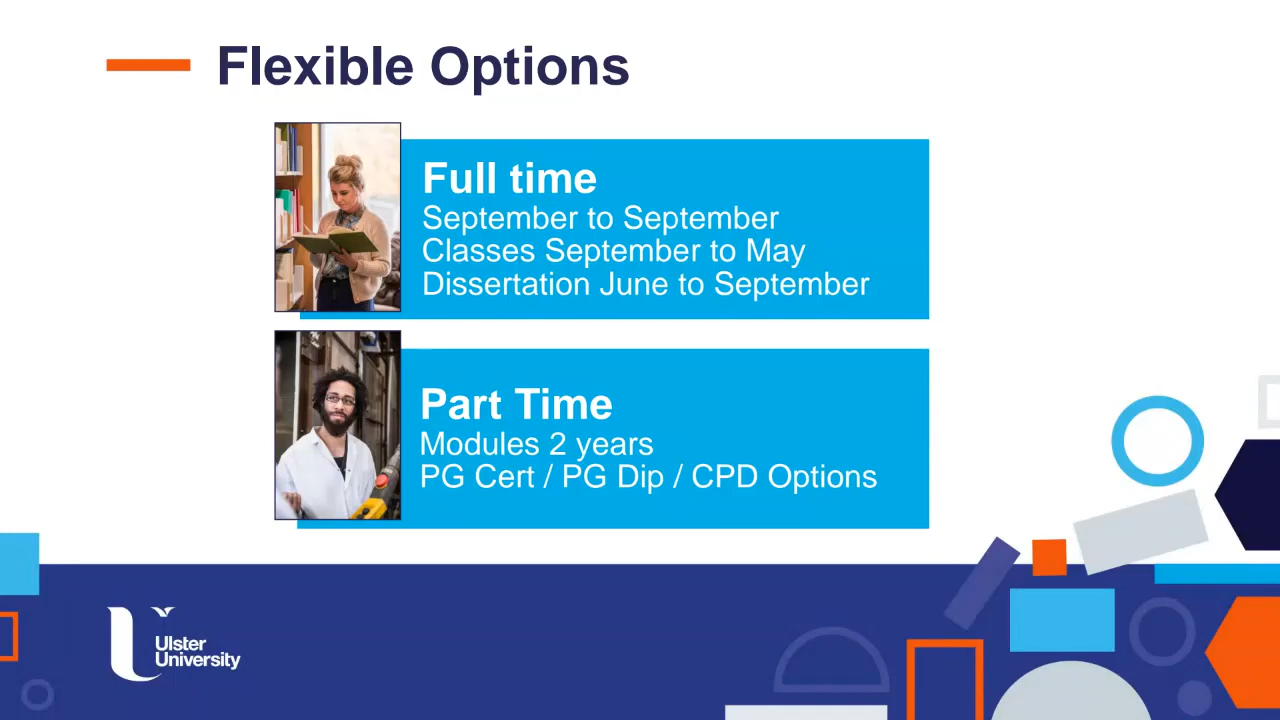 Flexible Options
Full time
September to September
Classes September to May
Dissertation June to September
Part Time
Modules 2 years
PG Cert / PG Dip / CPD Options
Ulster
University